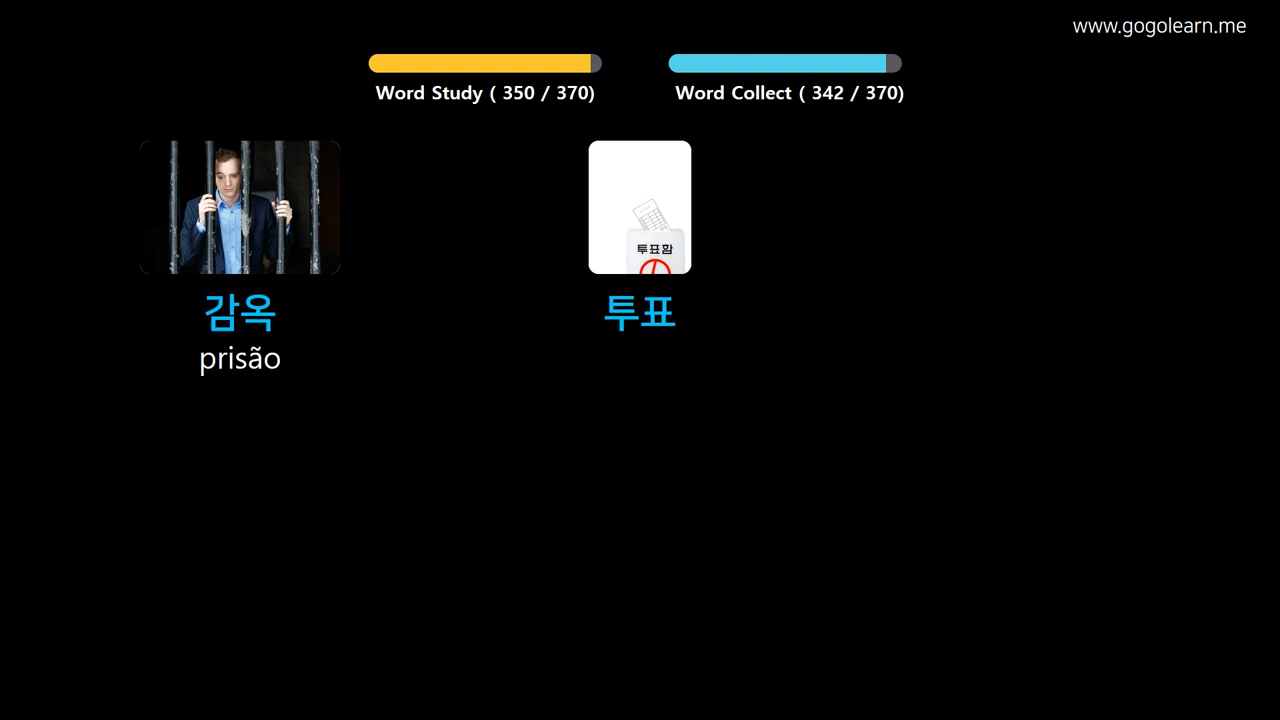 www.gogolearn.me
Word Study ( 350 / 370)
Word Collect ( 342 / 370)
투표함
감옥
투표
prisão